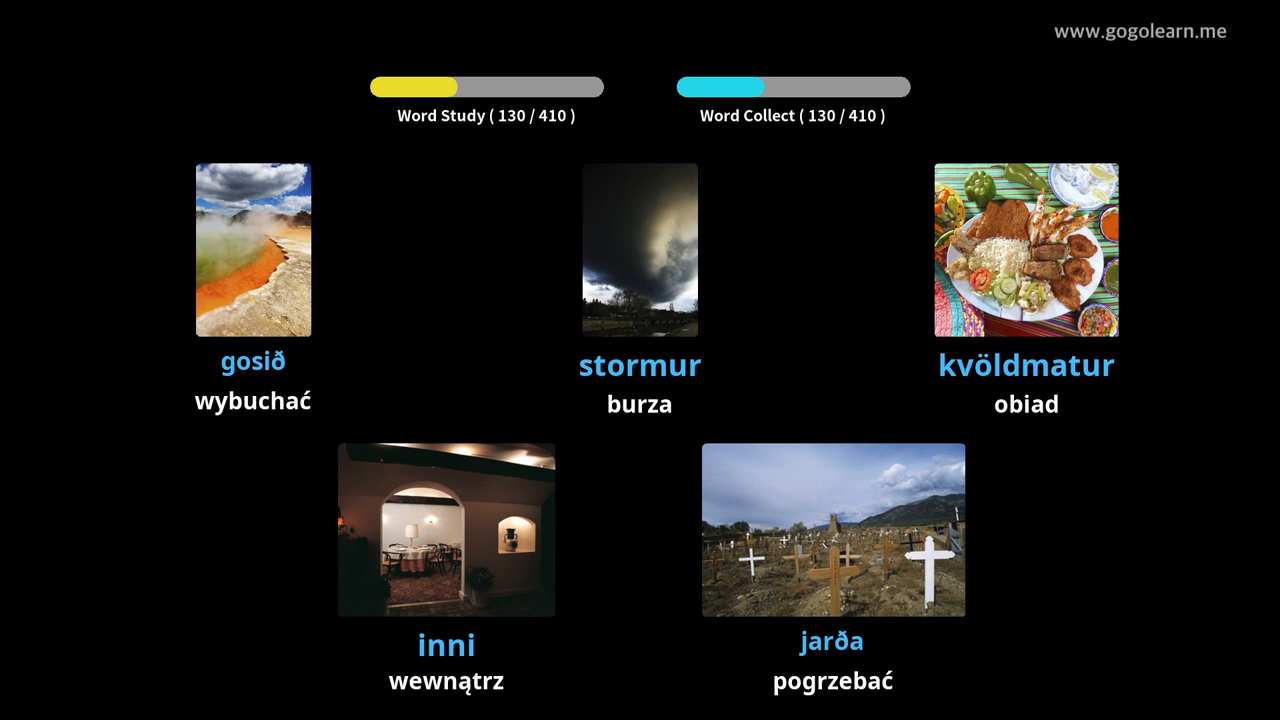 www.gogolearn.me
Word Study ( 130 / 410 )
Word Collect ( 130 / 410 )
gosið
wybuchać
stormur
burza
kvöldmatur
obiad
inni
wewnątrz
jarða
pogrzebać